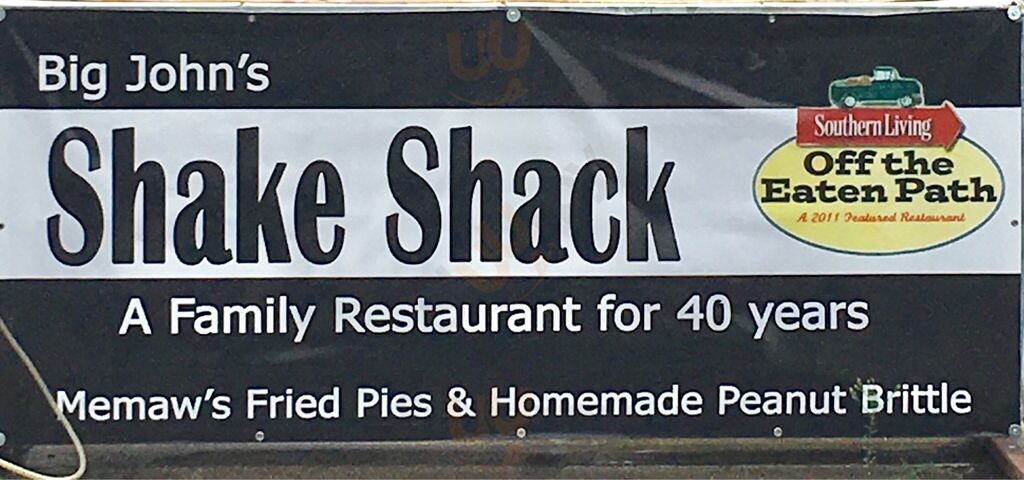 Big John's
Shake Shack
Southern Living
Off the
Eaten Path
A 2011 Featured Restaurant
A Family Restaurant for 40 years
Memaw's Fried Pies & Homemade Peanut Brittle